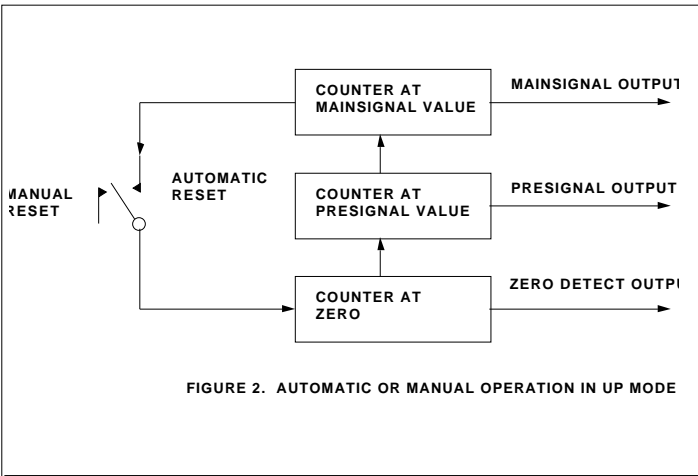 COUNTER AT
MAINSIGNAL VALUE
MAINSIGNAL OUTPUT
AUTOMATIC
RESET
MANUAL
RESET
COUNTER AT
PRESIGNAL VALUE
PRESIGNAL OUTPUT
COUNTER AT
ZERO
ZERO DETECT OUTPU
FIGURE 2. AUTOMATIC OR MANUAL OPERATION IN UP MODE